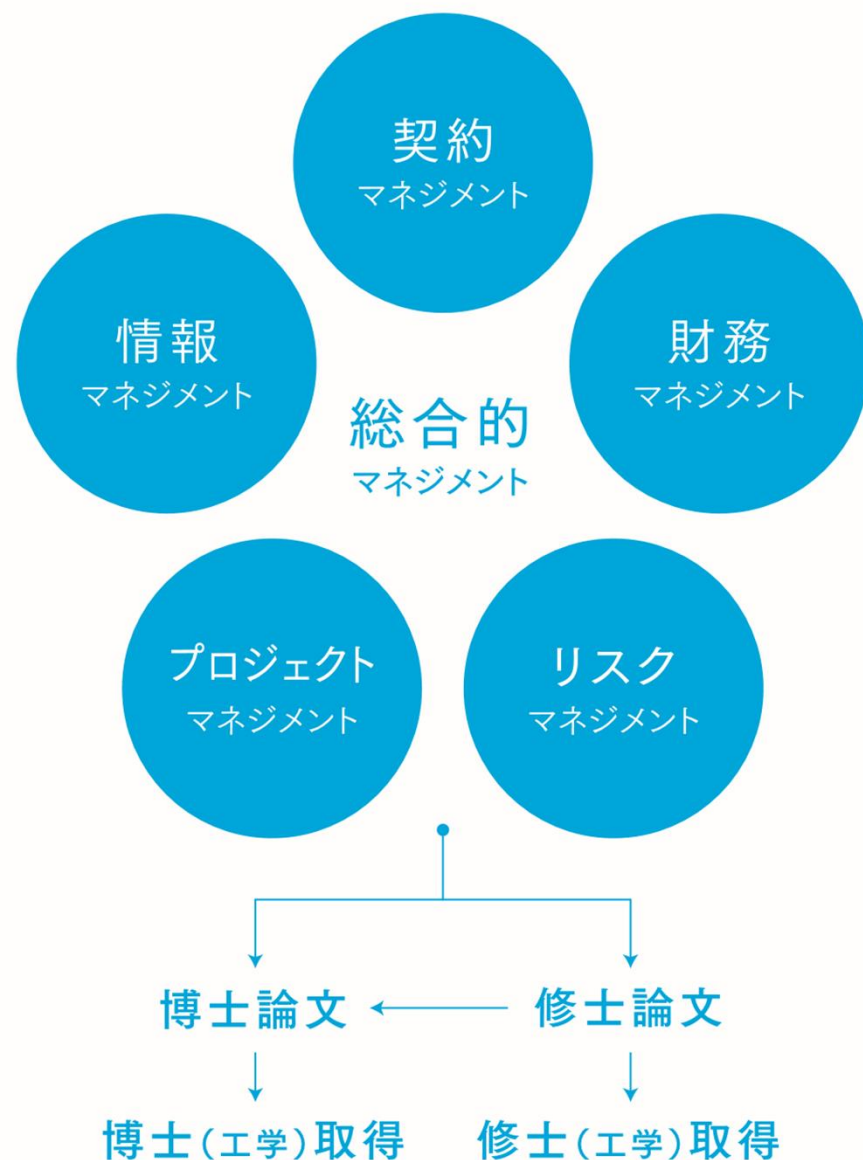 契約
マネジメント
情報
マネジメント
財務
マネジメント
総合的
マネジメント
プロジェクト
マネジメント
リスク
マネジメント
博士論文
修士論文
博士(工学)取得
修士(工学)取得